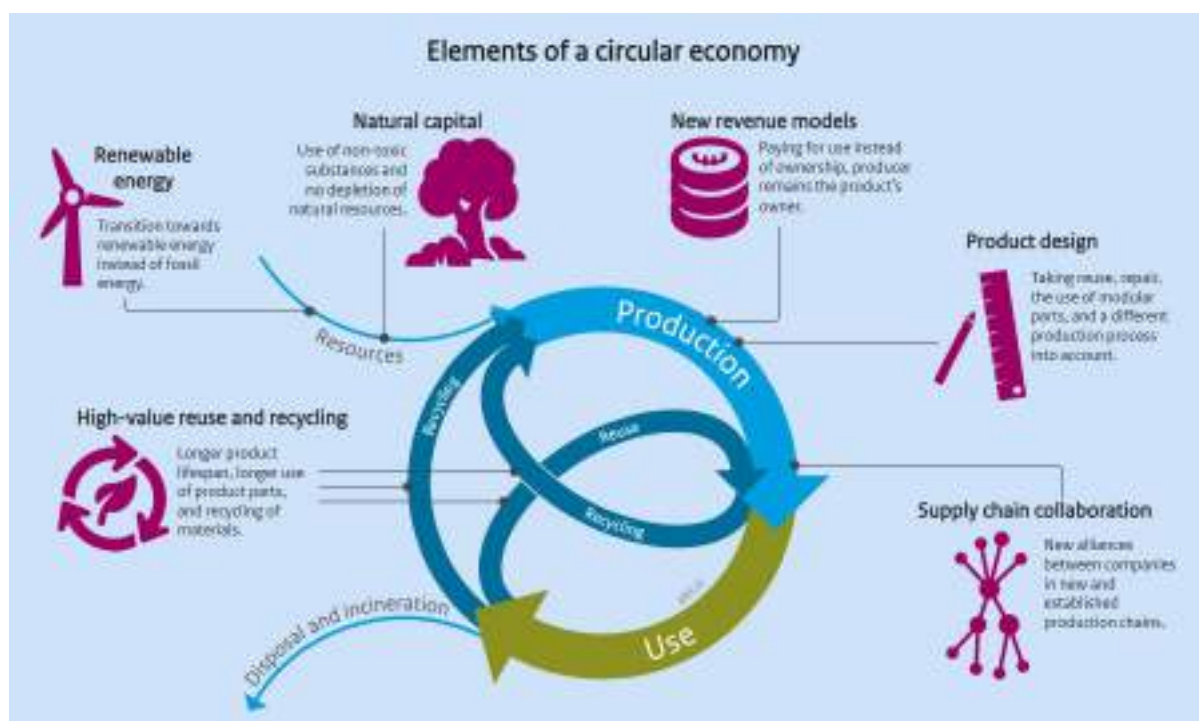 Elements of a circular economy
Natural capital
Use of non-toxic
substances and
no depletion of
natural resources.
New revenue models
Paying for use instead
of ownership, producer
remains the product's
owner.
Renewable
energy
Transition towards
renewable energy
instead of fossil
energy.
Product design
Taking reuse, repair,
the use of modular
parts, and a different
production process
into account.
Resources
Production
High-value reuse and recycling
Longer product
lifespan, longer use
of product parts,
and recycling of
materials.
Recycling
Reuse
Recycling
Supply chain collaboration
New alliances
between companies
in new and
established
production chains.
Use
Disposal and incineration